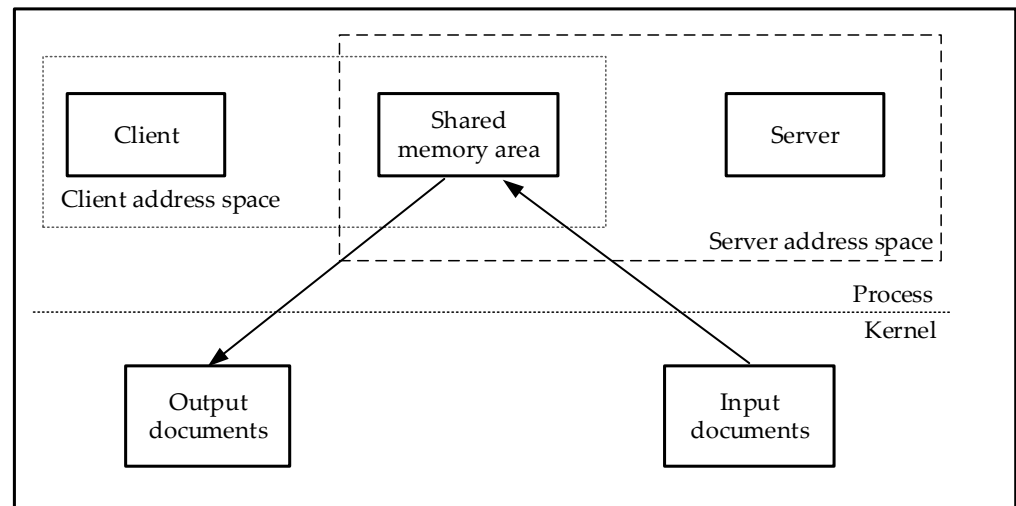 Client
Shared
memory area
Server
Client address space
Server address space
Process
Kernel
Output
documents
Input
documents